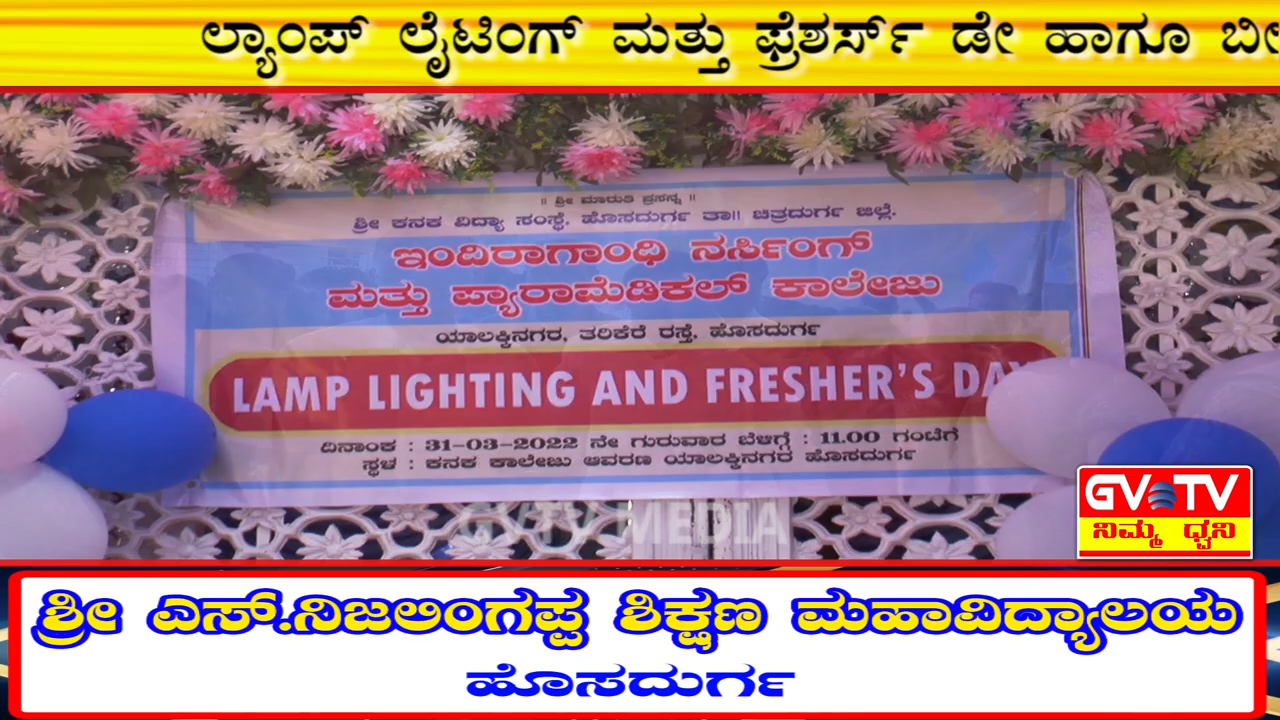 ಲ್ಯಾಂಪ್ ಲೈಟಿಂಗ್ ಮತ್ತು ಫ್ರೆಶರ್ಸ್ ಡೇ ಹಾಗೂ ಬೀ
॥ ಶ್ರೀ ಮಾರುತಿ ಪ್ರಸನ್ನ ॥
ಶ್ರೀ ಕನಕ ವಿದ್ಯಾ ಸಂಸ್ಥೆ, ಹೊಸದುರ್ಗ ತಾ॥ ಚಿತ್ರದುರ್ಗ ಜಿಲ್ಲೆ.
ಇಂದಿರಾಗಾಂಧಿ ನರ್ಸಿಂಗ್
ಮತ್ತು ಪ್ಯಾರಾಮೆಡಿಕಲ್ ಕಾಲೇಜು
ಯಾಲಕ್ಕಿನಗರ, ತರಿಕೆರೆ ರಸ್ತೆ, ಹೊಸದುರ್ಗ
LAMP LIGHTING AND FRESHER'S DAY
ದಿನಾಂಕ : 31-03-2022 ನೇ ಗುರುವಾರ ಬೆಳಿಗ್ಗೆ : 11.00 ಗಂಟೆಗೆ
ಸ್ಥಳ : ಕನಕ ಕಾಲೇಜು ಆವರಣ ಯಾಲಕ್ಕಿನಗರ ಹೊಸದುರ್ಗ
GVTV MEDIA
GV TV
ನಿಮ್ಮ ಧ್ವನಿ
ಶ್ರೀ ಎಸ್.ನಿಜಲಿಂಗಪ್ಪ ಶಿಕ್ಷಣ ಮಹಾವಿದ್ಯಾಲಯ
ಹೊಸದುರ್ಗ